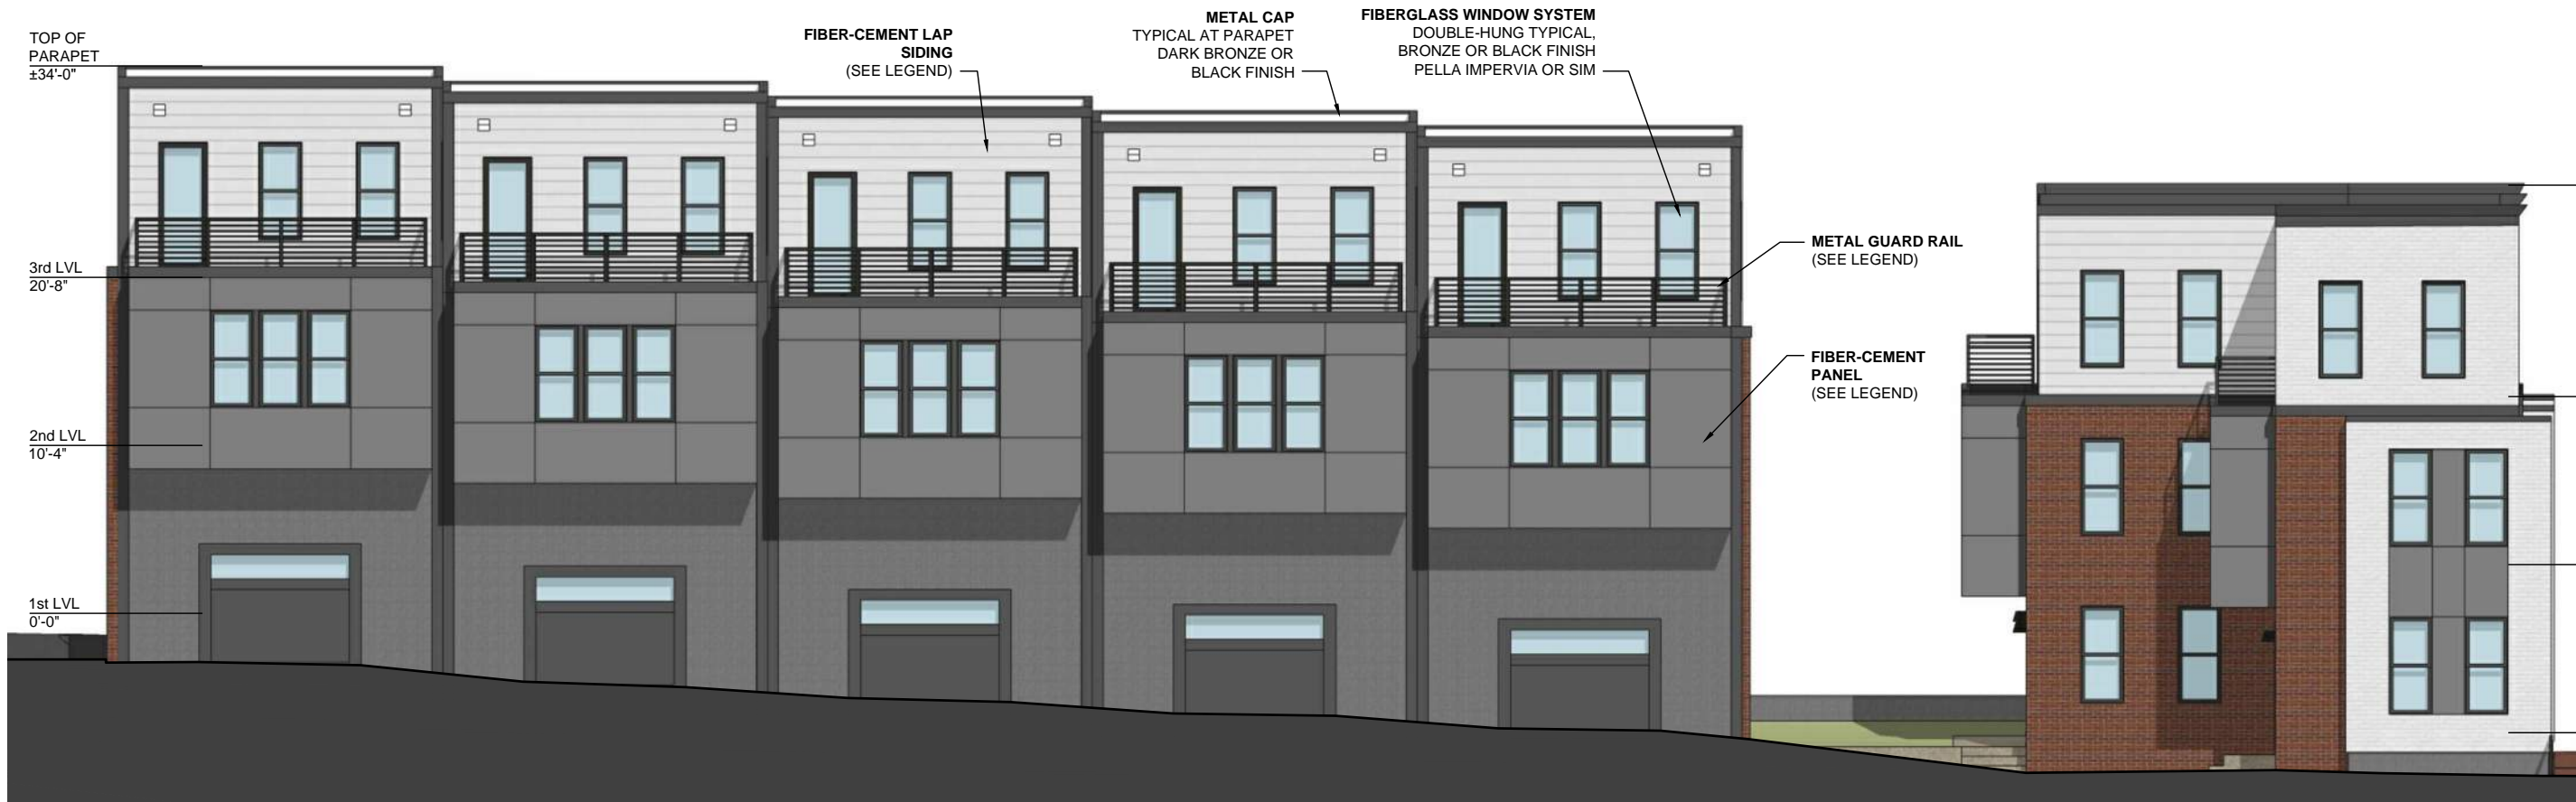 TOP OF
PARAPET
±34'-0"
FIBER-CEMENT LAP
SIDING
(SEE LEGEND)
METAL CAP
TYPICAL AT PARAPET
DARK BRONZE OR
BLACK FINISH
FIBERGLASS WINDOW SYSTEM
DOUBLE-HUNG TYPICAL,
BRONZE OR BLACK FINISH
PELLA IMPERVIA OR SIM
METAL GUARD RAIL
(SEE LEGEND)
3rd LVL
20'-8"
FIBER-CEMENT
PANEL
(SEE LEGEND)
2nd LVL
10'-4"
1st LVL
0'-0"